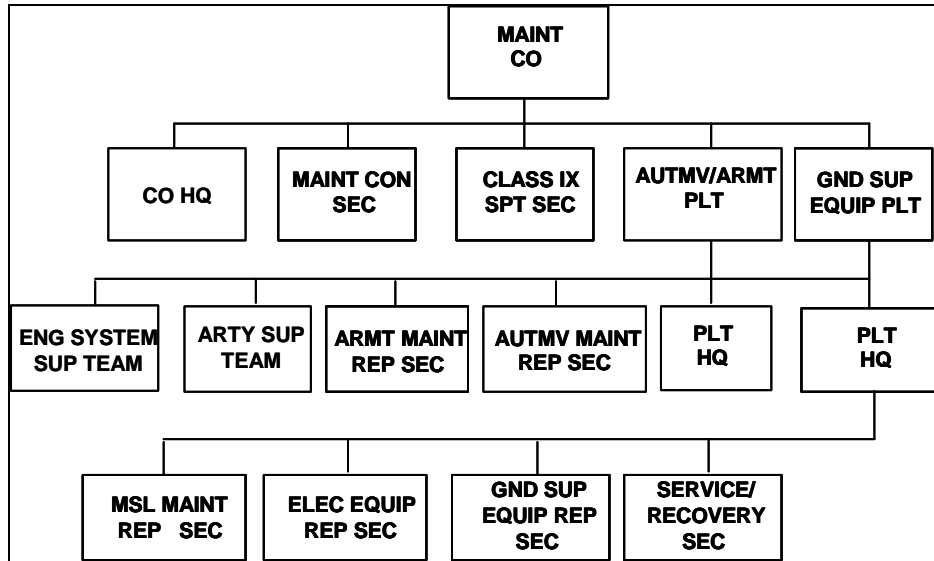 MAINT
CO
CO HQ
MAINT CON
SEC
CLASS IX
SPT SEC
AUTMV/ARMT
PLT
GND SUP
EQUIP PLT
ENG SYSTEM
SUP TEAM
ARTY SUP
TEAM
ARMT MAINT
REP SEC
AUTMV MAINT
REP SEC
PLT
HQ
PLT
HQ
MSL MAINT
REP SEC
ELEC EQUIP
REP SEC
GND SUP
EQUIP REP
SEC
SERVICE/
RECOVERY
SEC